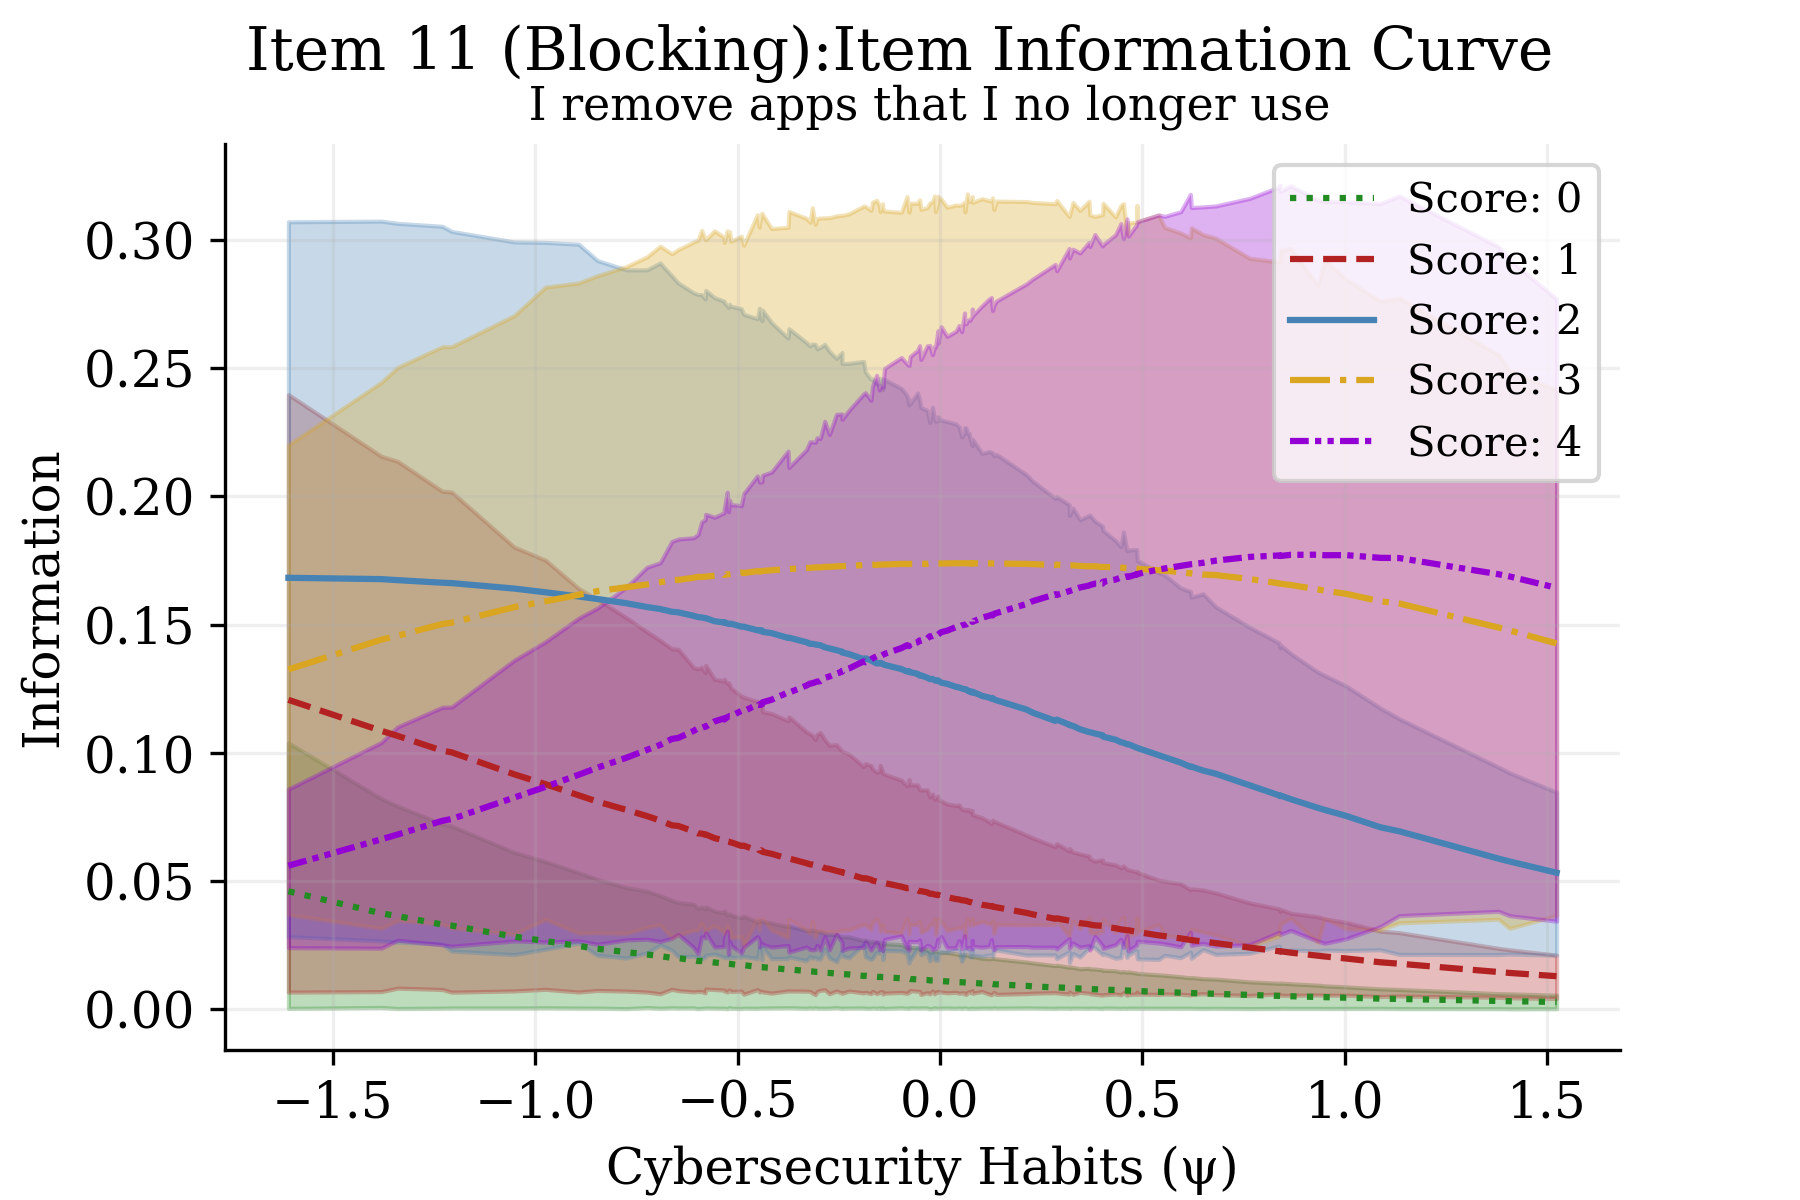 Item 11 (Blocking):Item Information Curve
I remove apps that I no longer use
Score: 0
Score: 1
Score: 2
Score: 3
Score: 4
Information
0.30
0.25
0.20
0.15
0.10
0.05
0.00
−1.5 −1.0 −0.5 0.0 0.5 1.0 1.5
Cybersecurity Habits (ψ)